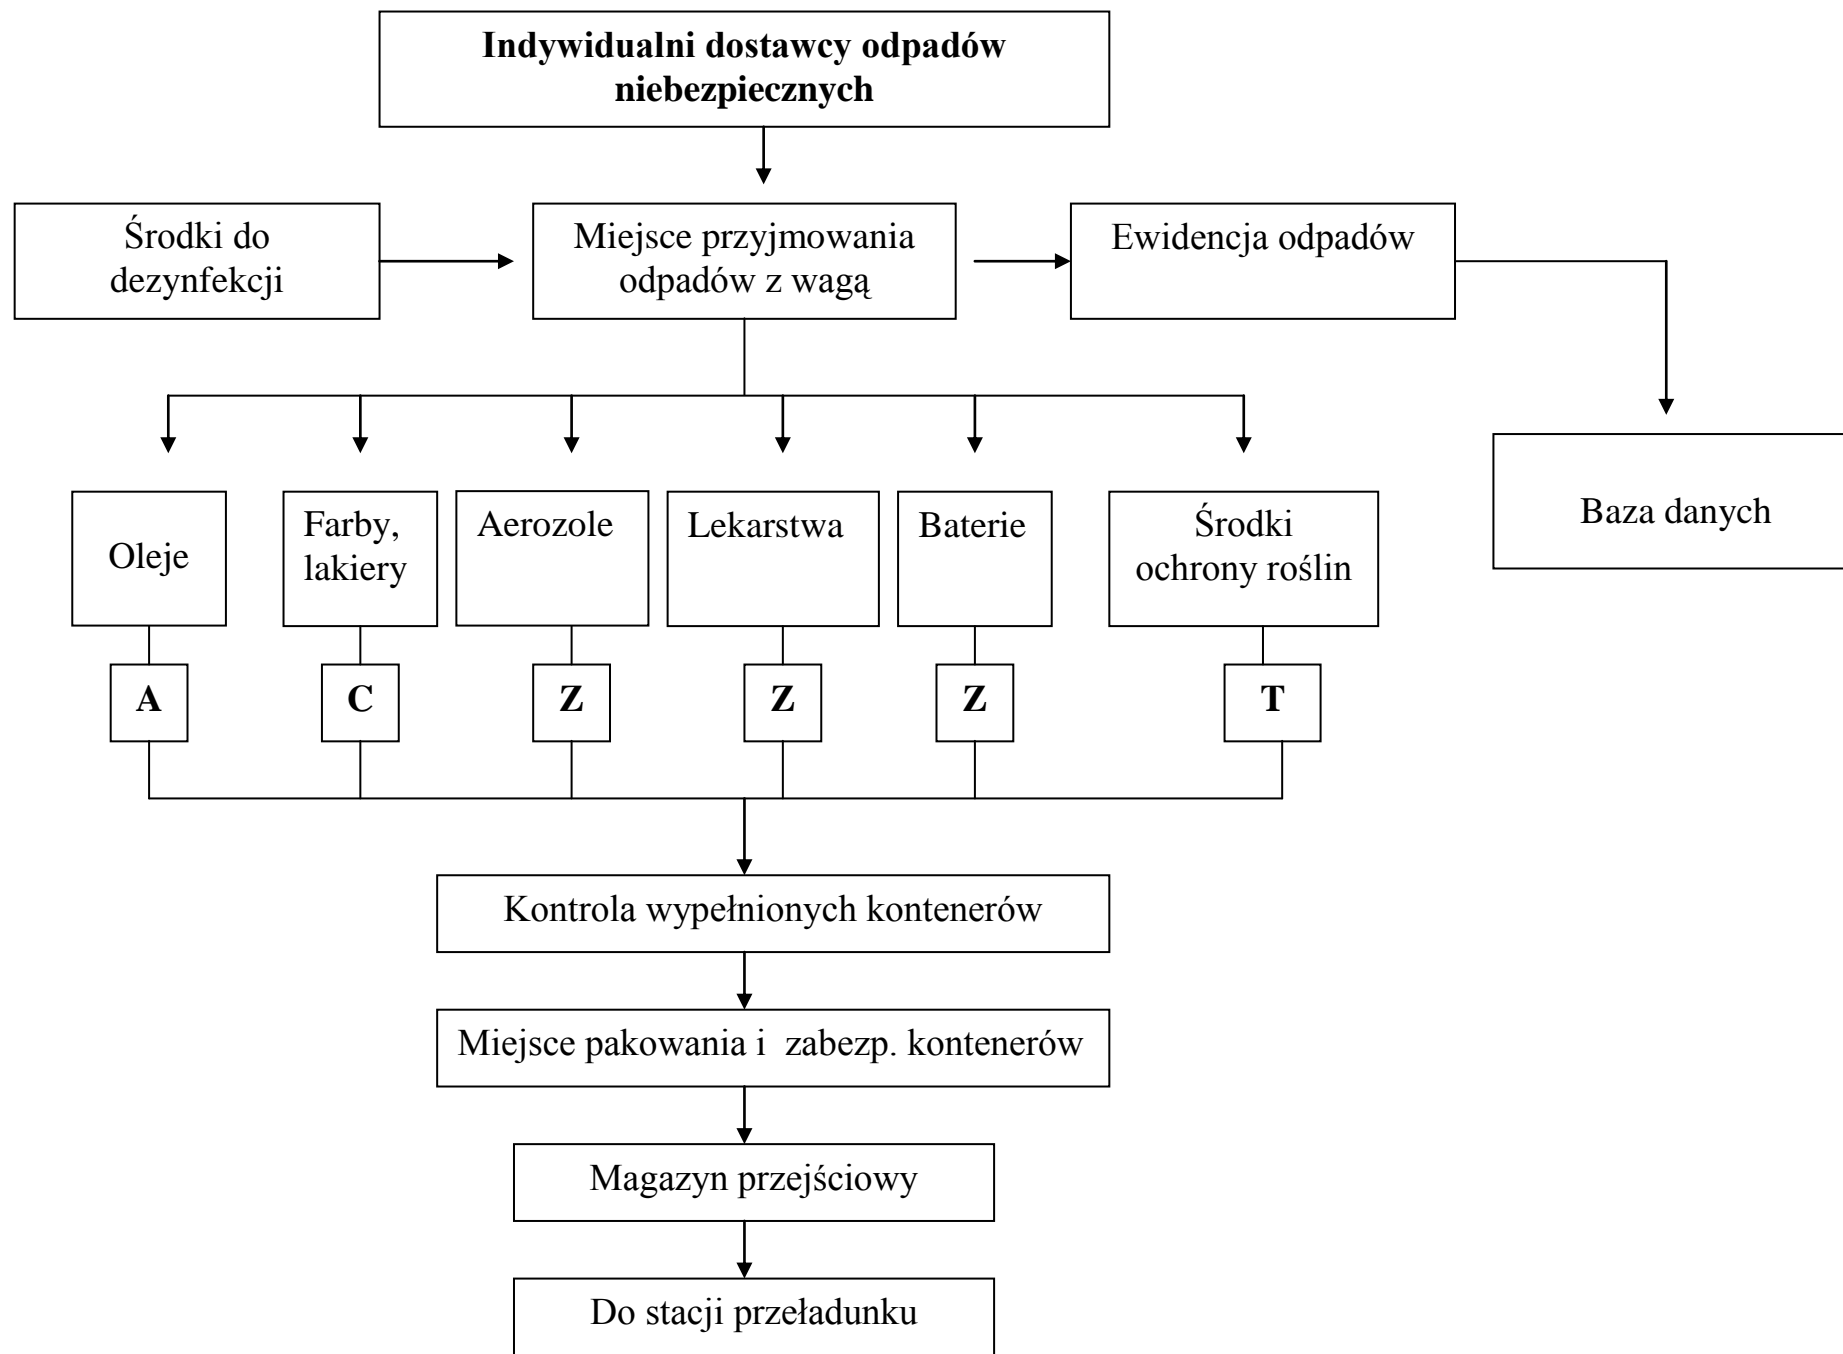 Indywidualni dostawcy odpadów
niebezpiecznych
Środki do
dezynfekcji
Miejsce przyjmowania
odpadów z wagą
Ewidencja odpadów
Baza danych
Oleje
Farby,
lakiery
Aerozole
Lekarstwa
Baterie
Środki
ochrony roślin
A
C
Z
Z
Z
T
Kontrola wypełnionych kontenerów
Miejsce pakowania i zabezp. kontenerów
Magazyn przejściowy
Do stacji przeładunku